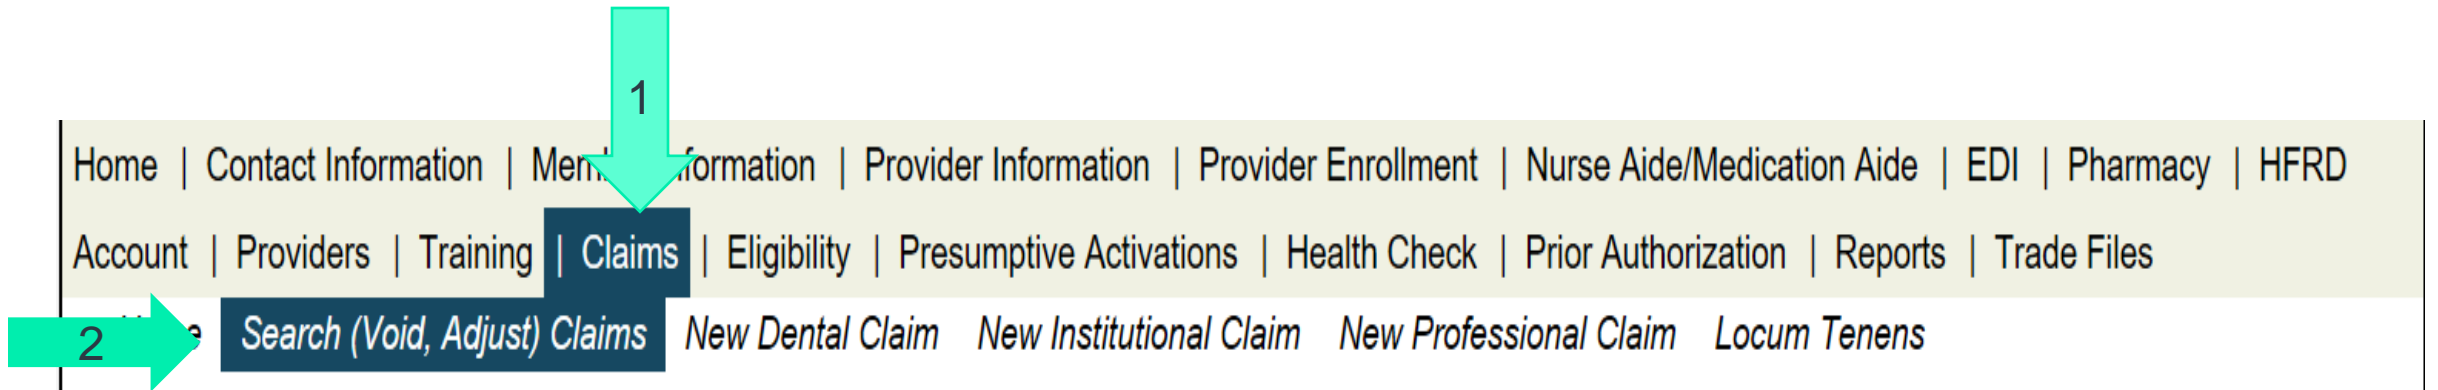 1
Home | Contact Information | Information | Provider Information | Provider Enrollment | Nurse Aide/Medication Aide | EDI | Pharmacy | HFRD
Account | Providers | Training | Claims | Eligibility | Presumptive Activations | Health Check | Prior Authorization | Reports | Trade Files
2 Search (Void, Adjust) Claims New Dental Claim New Institutional Claim New Professional Claim Locum Tenens